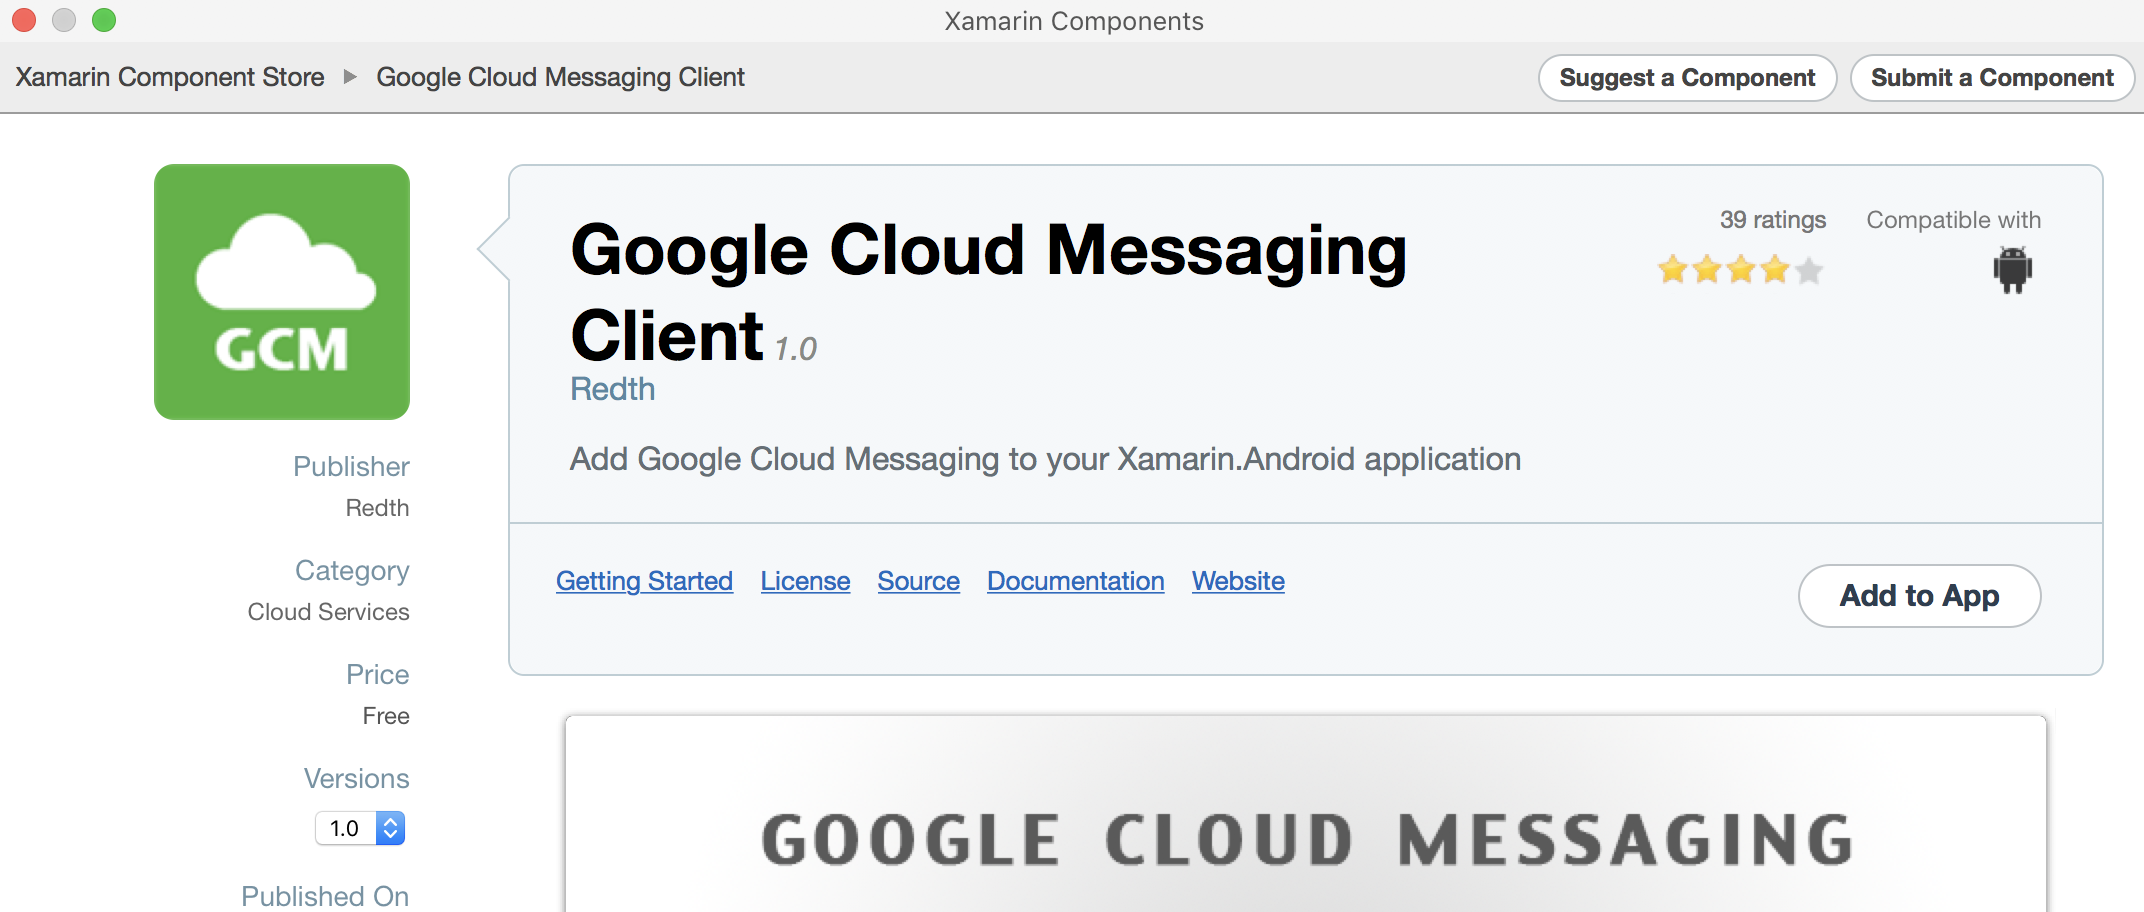 Xamarin Components
Xamarin Component Store
Google Cloud Messaging Client
Suggest a Component
Submit a Component
GCM
Publisher
Redth
Category
Cloud Services
Price
Free
Versions
1.0
Published On
Google Cloud Messaging
Client 1.0
Redth
39 ratings
Compatible with
Add Google Cloud Messaging to your Xamarin.Android application
Getting Started License Source Documentation Website
Add to App
GOOGLE CLOUD MESSAGING